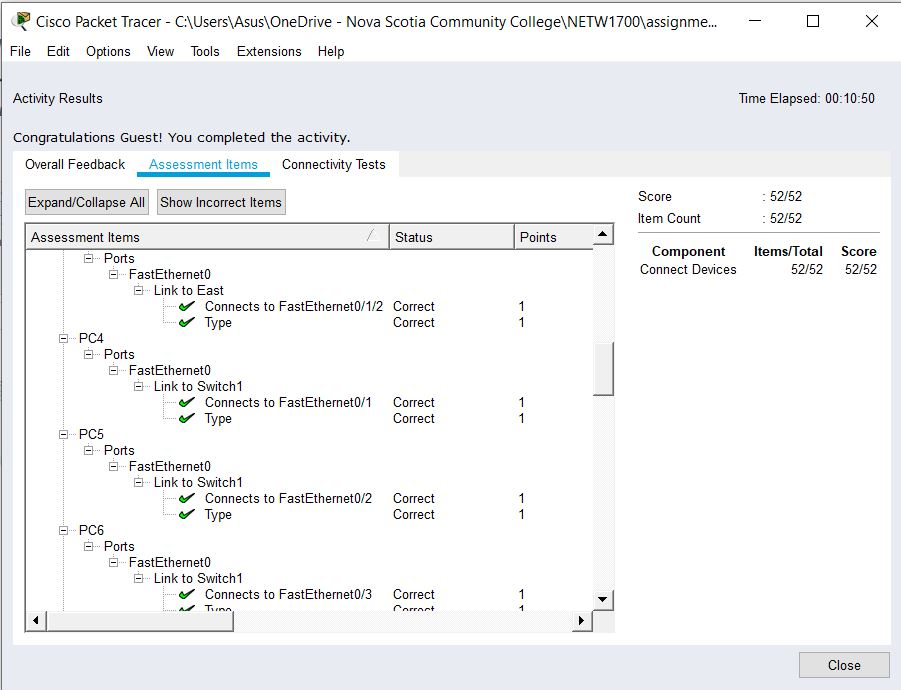 Cisco Packet Tracer - C:\Users\Asus\OneDrive - Nova Scotia Community College\NETW1700\assignme...
File Edit Options View Tools Extensions Help
Activity Results
Time Elapsed: 00:10:50
Congratulations Guest! You completed the activity.
Overall Feedback Assessment Items Connectivity Tests
Expand/Collapse All Show Incorrect Items
Assessment Items Status Points
Ports
FastEthernet0
Link to East
Connects to FastEthernet0/1/2 Correct 1
Type Correct 1
PC4
Ports
FastEthernet0
Link to Switch1
Connects to FastEthernet0/1 Correct 1
Type Correct 1
PC5
Ports
FastEthernet0
Link to Switch1
Connects to FastEthernet0/2 Correct 1
Type Correct 1
PC6
Ports
FastEthernet0
Link to Switch1
Connects to FastEthernet0/3 Correct 1
Type Correct 1
Score : 52/52
Item Count : 52/52
Component Items/Total Score
Connect Devices 52/52 52/52
Close